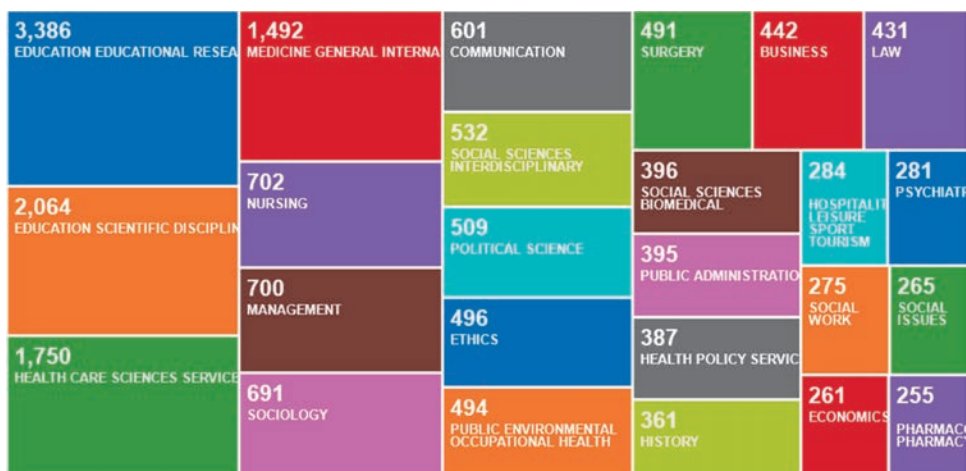 3,386
EDUCATION EDUCATIONAL RESEA
2,064
EDUCATION SCIENTIFIC DISCIPLIN
1,750
HEALTH CARE SCIENCES SERVICE
1,492
MEDICINE GENERAL INTERNA
702
NURSING
700
MANAGEMENT
691
SOCIOLOGY
601
COMMUNICATION
532
SOCIAL SCIENCES
INTERDISCIPLINARY
509
POLITICAL SCIENCE
496
ETHICS
494
PUBLIC ENVIRONMENTAL
OCCUPATIONAL HEALTH
491
SURGERY
442
BUSINESS
431
LAW
396
SOCIAL SCIENCES
BIOMEDICAL
395
PUBLIC ADMINISTRATIO
387
HEALTH POLICY SERVIC
361
HISTORY
284
HOSPITALIT
LEISURE
SPORT
TOURISM
281
PSYCHIATR
275
SOCIAL
WORK
265
SOCIAL
ISSUES
261
ECONOMICS
255
PHARMACO
PHARMACY